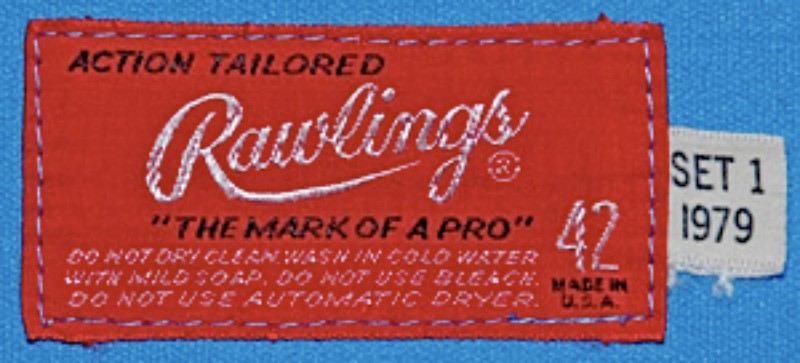 ACTION TAILORED
Rawlings®
"THE MARK OF A PRO"
DO NOT DRY CLEAN. WASH IN COLD WATER
WITH MILD SOAP. DO NOT USE BLEACH.
DO NOT USE AUTOMATIC DRYER.
42
MADE IN
U.S.A.
SET 1
1979